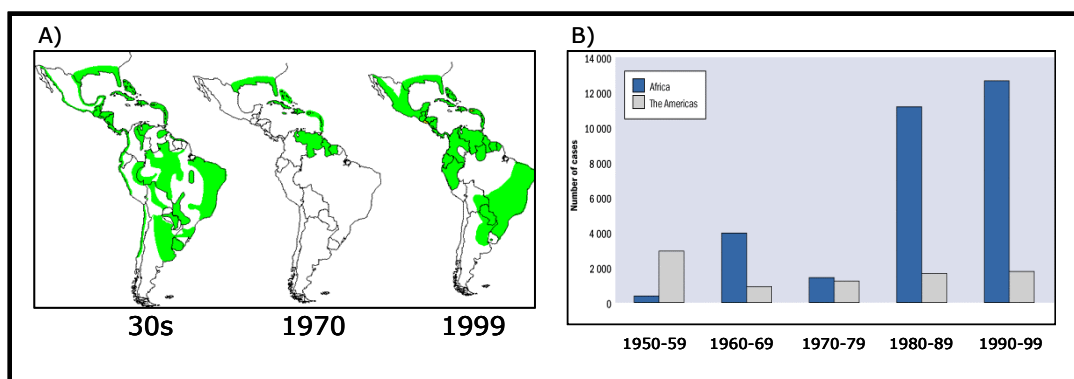 A)
30s
1970
1999
B)
Number of cases
14 000
12 000
10 000
8 000
6 000
4 000
2 000
0
Africa
The Americas
1950-59
1960-69
1970-79
1980-89
1990-99